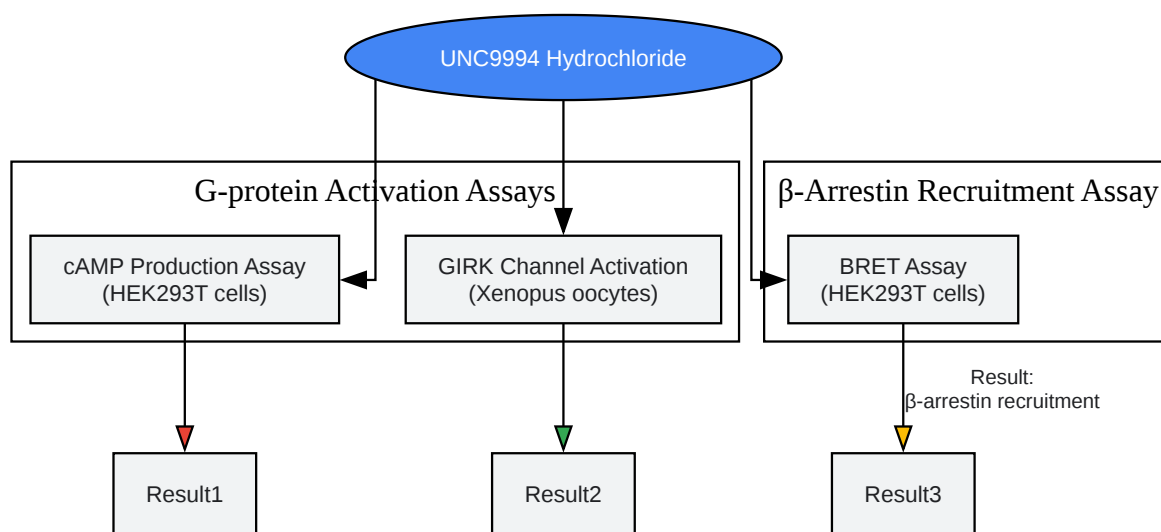 UNC9994 Hydrochloride
G-protein Activation Assays
β-Arrestin Recruitment Assay
cAMP Production Assay
(HEK293T cells)
GIRK Channel Activation
(Xenopus oocytes)
BRET Assay
(HEK293T cells)
Result:
β-arrestin recruitment
Result1
Result2
Result3